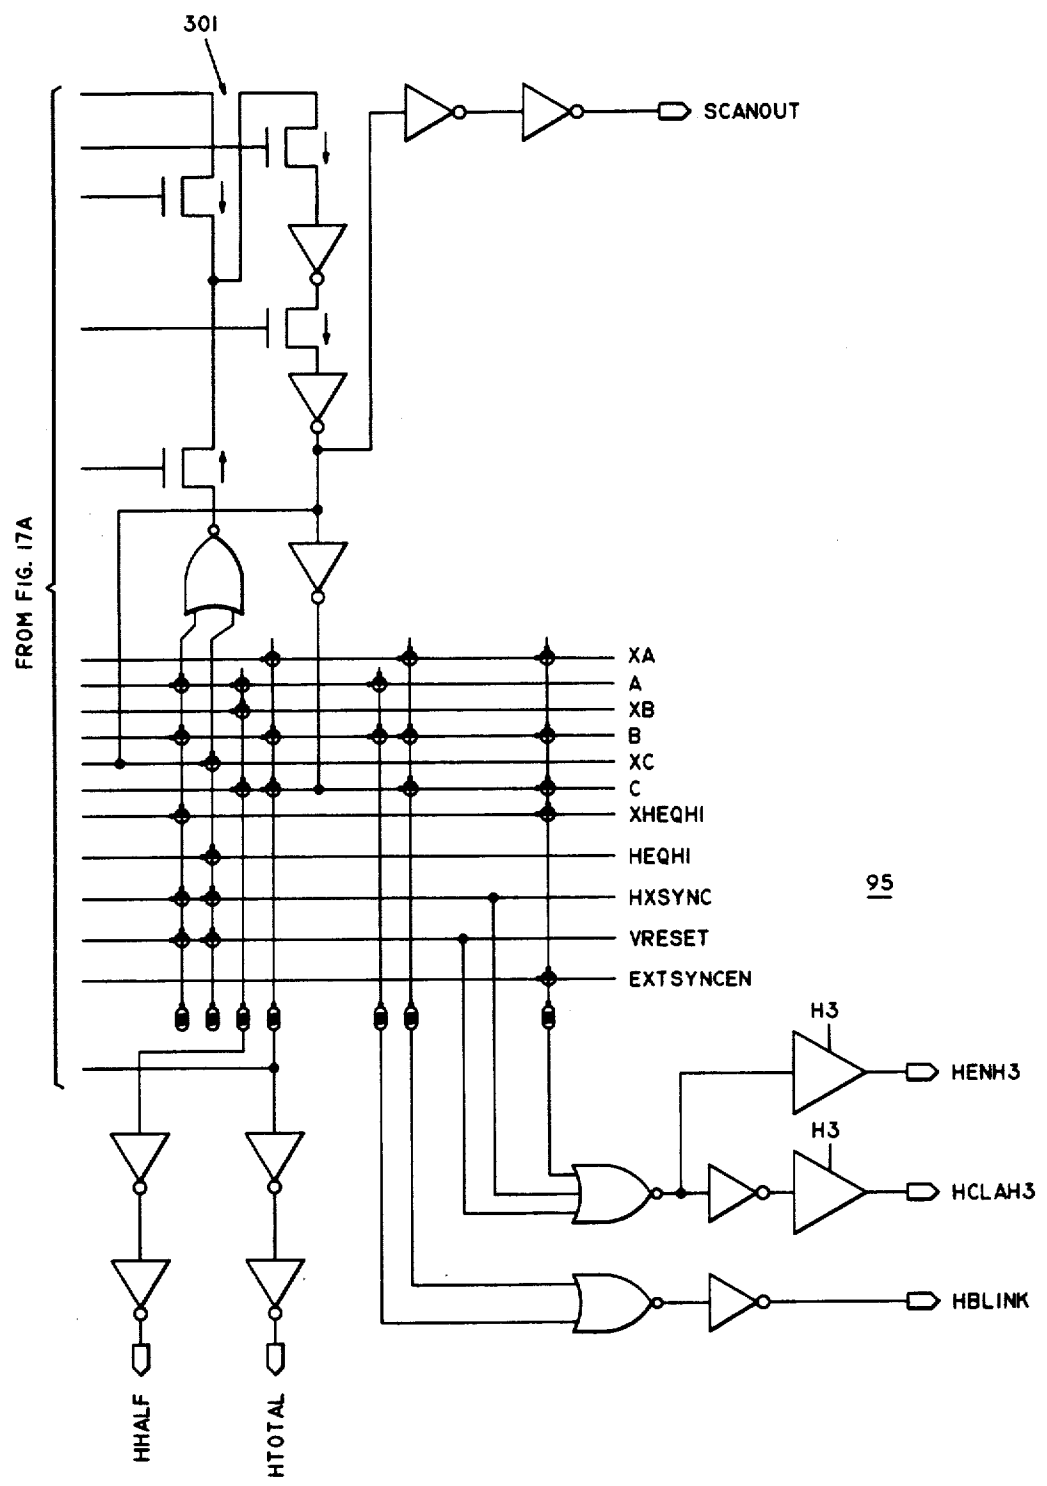 301
SCANOUT
FROM FIG. 17A
XA
A
XB
B
XC
C
XHEQHI
HEQHI
HXSYNC
95
VRESET
EXTSYNCEN
H3
HENH3
H3
HCLAH3
HBLINK
HHALF
HTOTAL